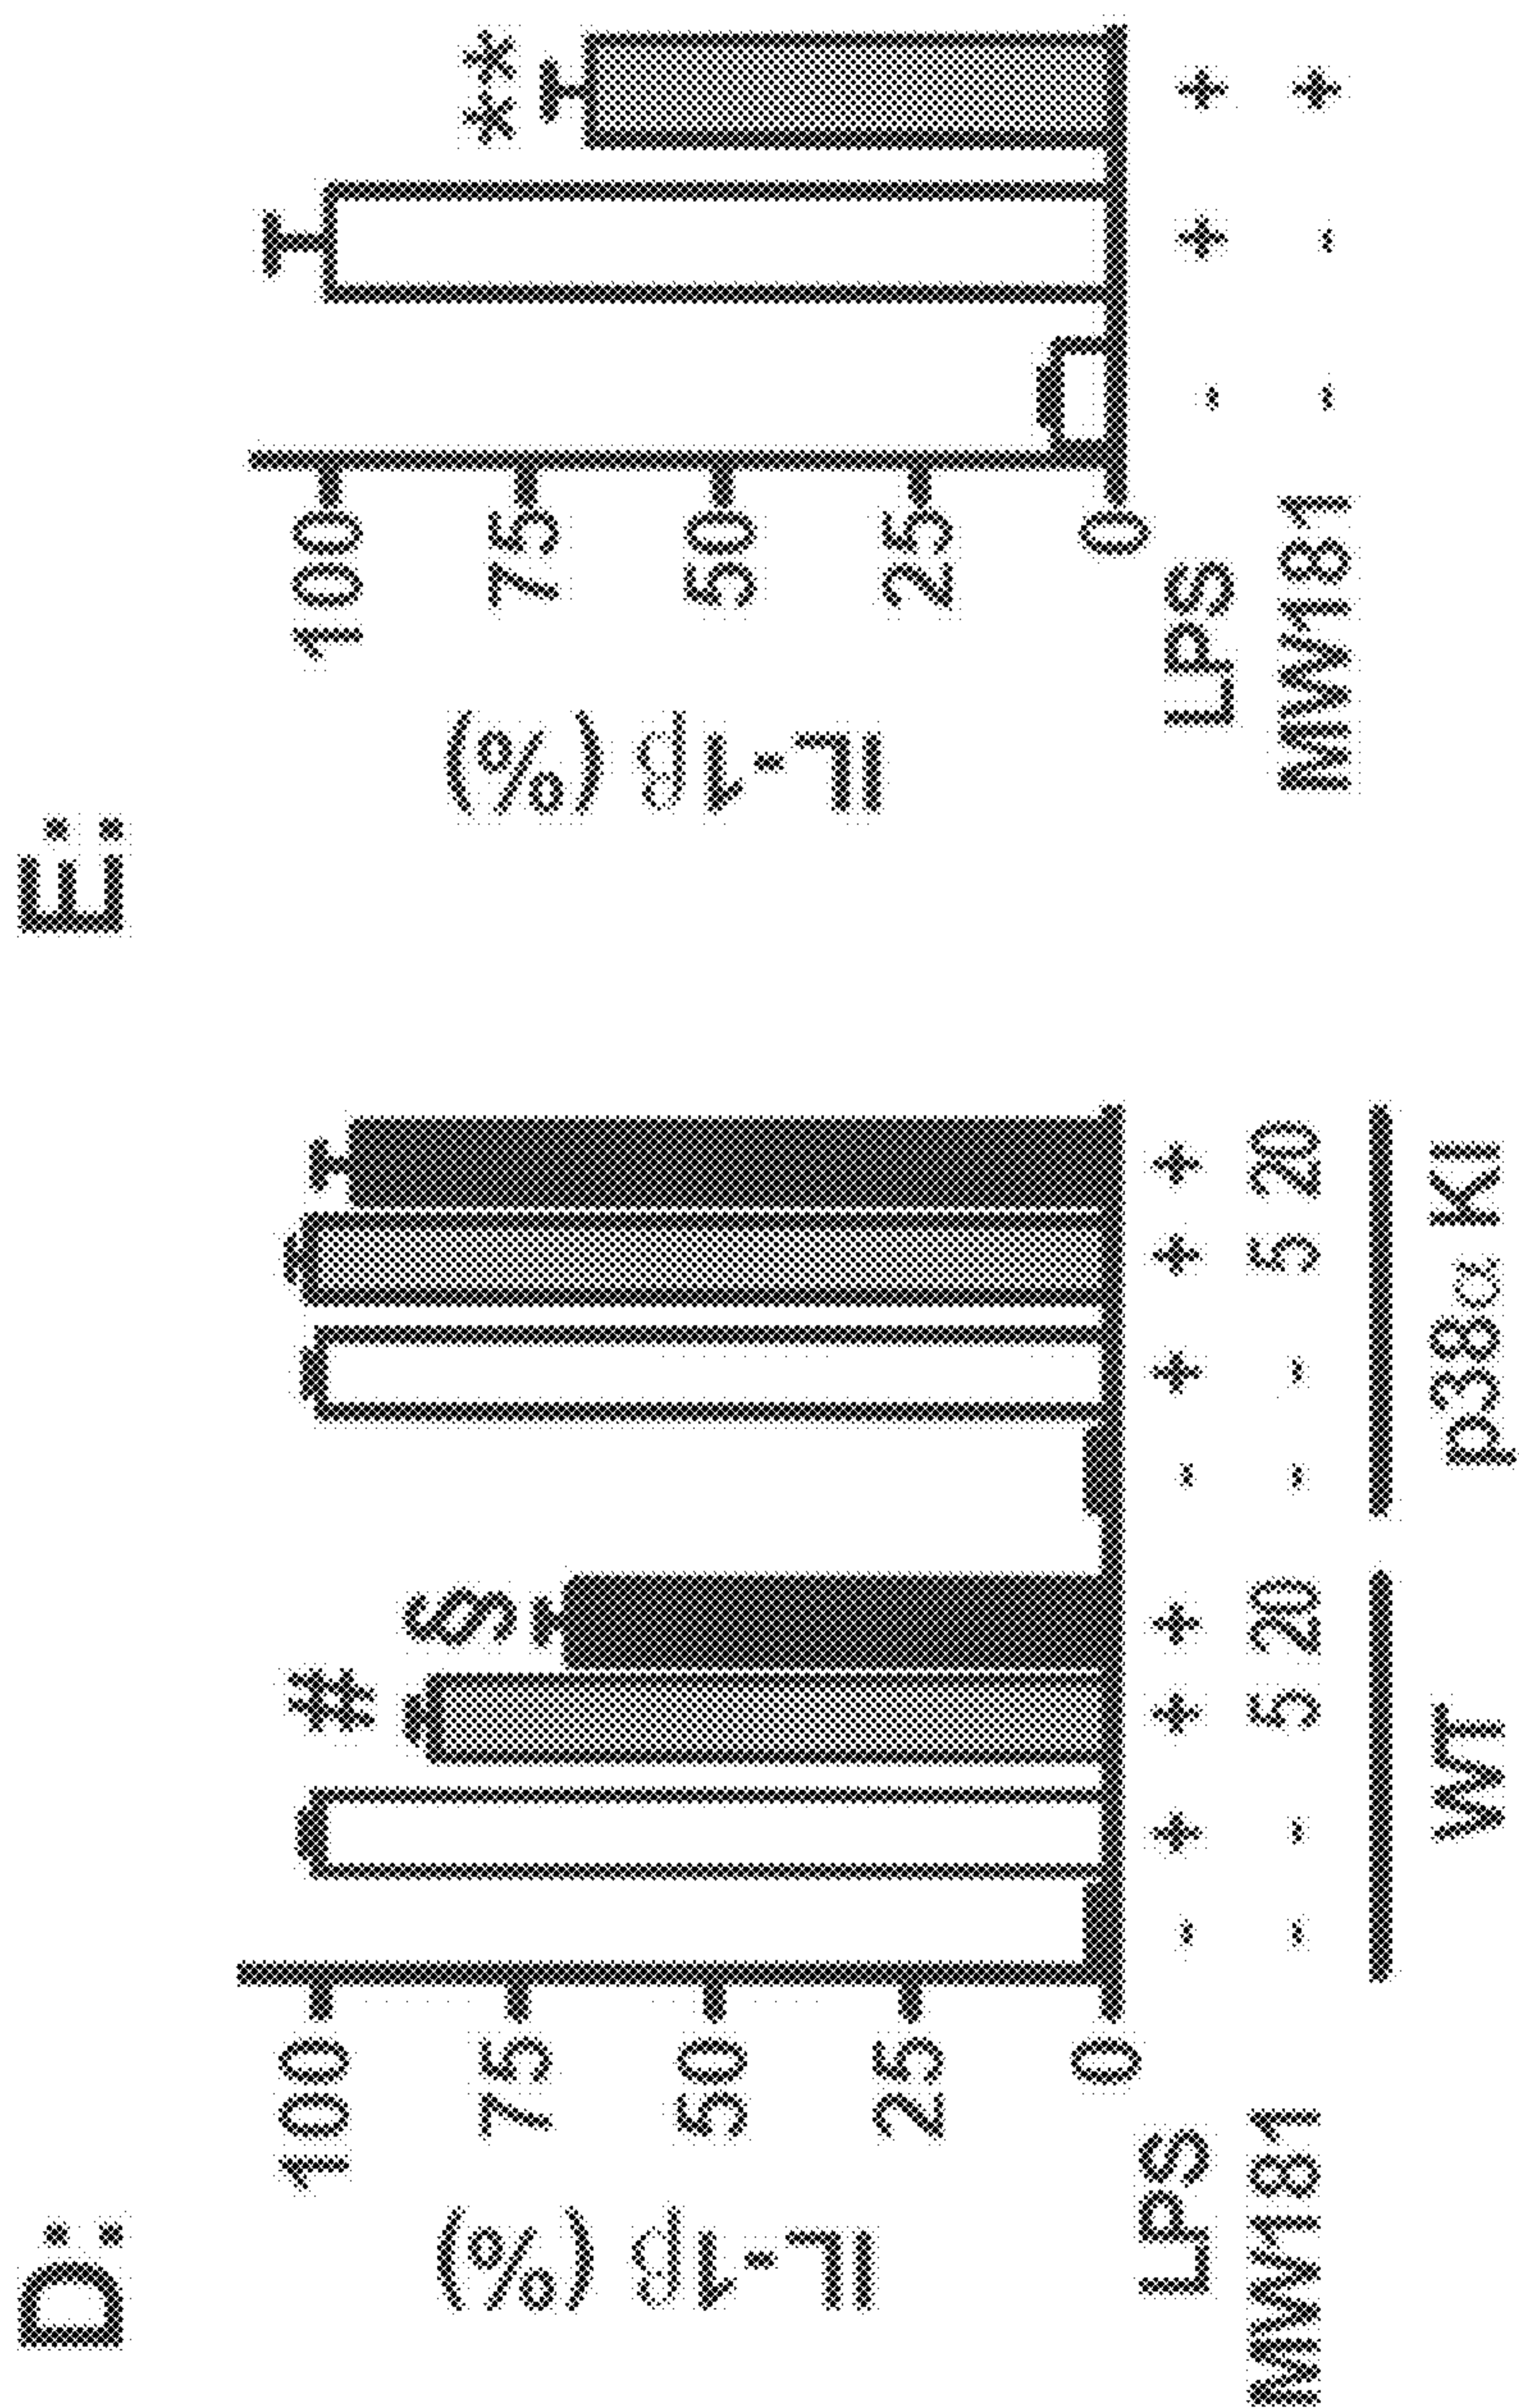 D:
IL-1β (%)
100
75
50
25
0
# §
LPS - + + + - + + +
MW181 - - 5 20 - - 5 20
WT p38α KI
E:
IL-1β (%)
100
75
50
25
0
**
LPS - + +
MW181 - - +